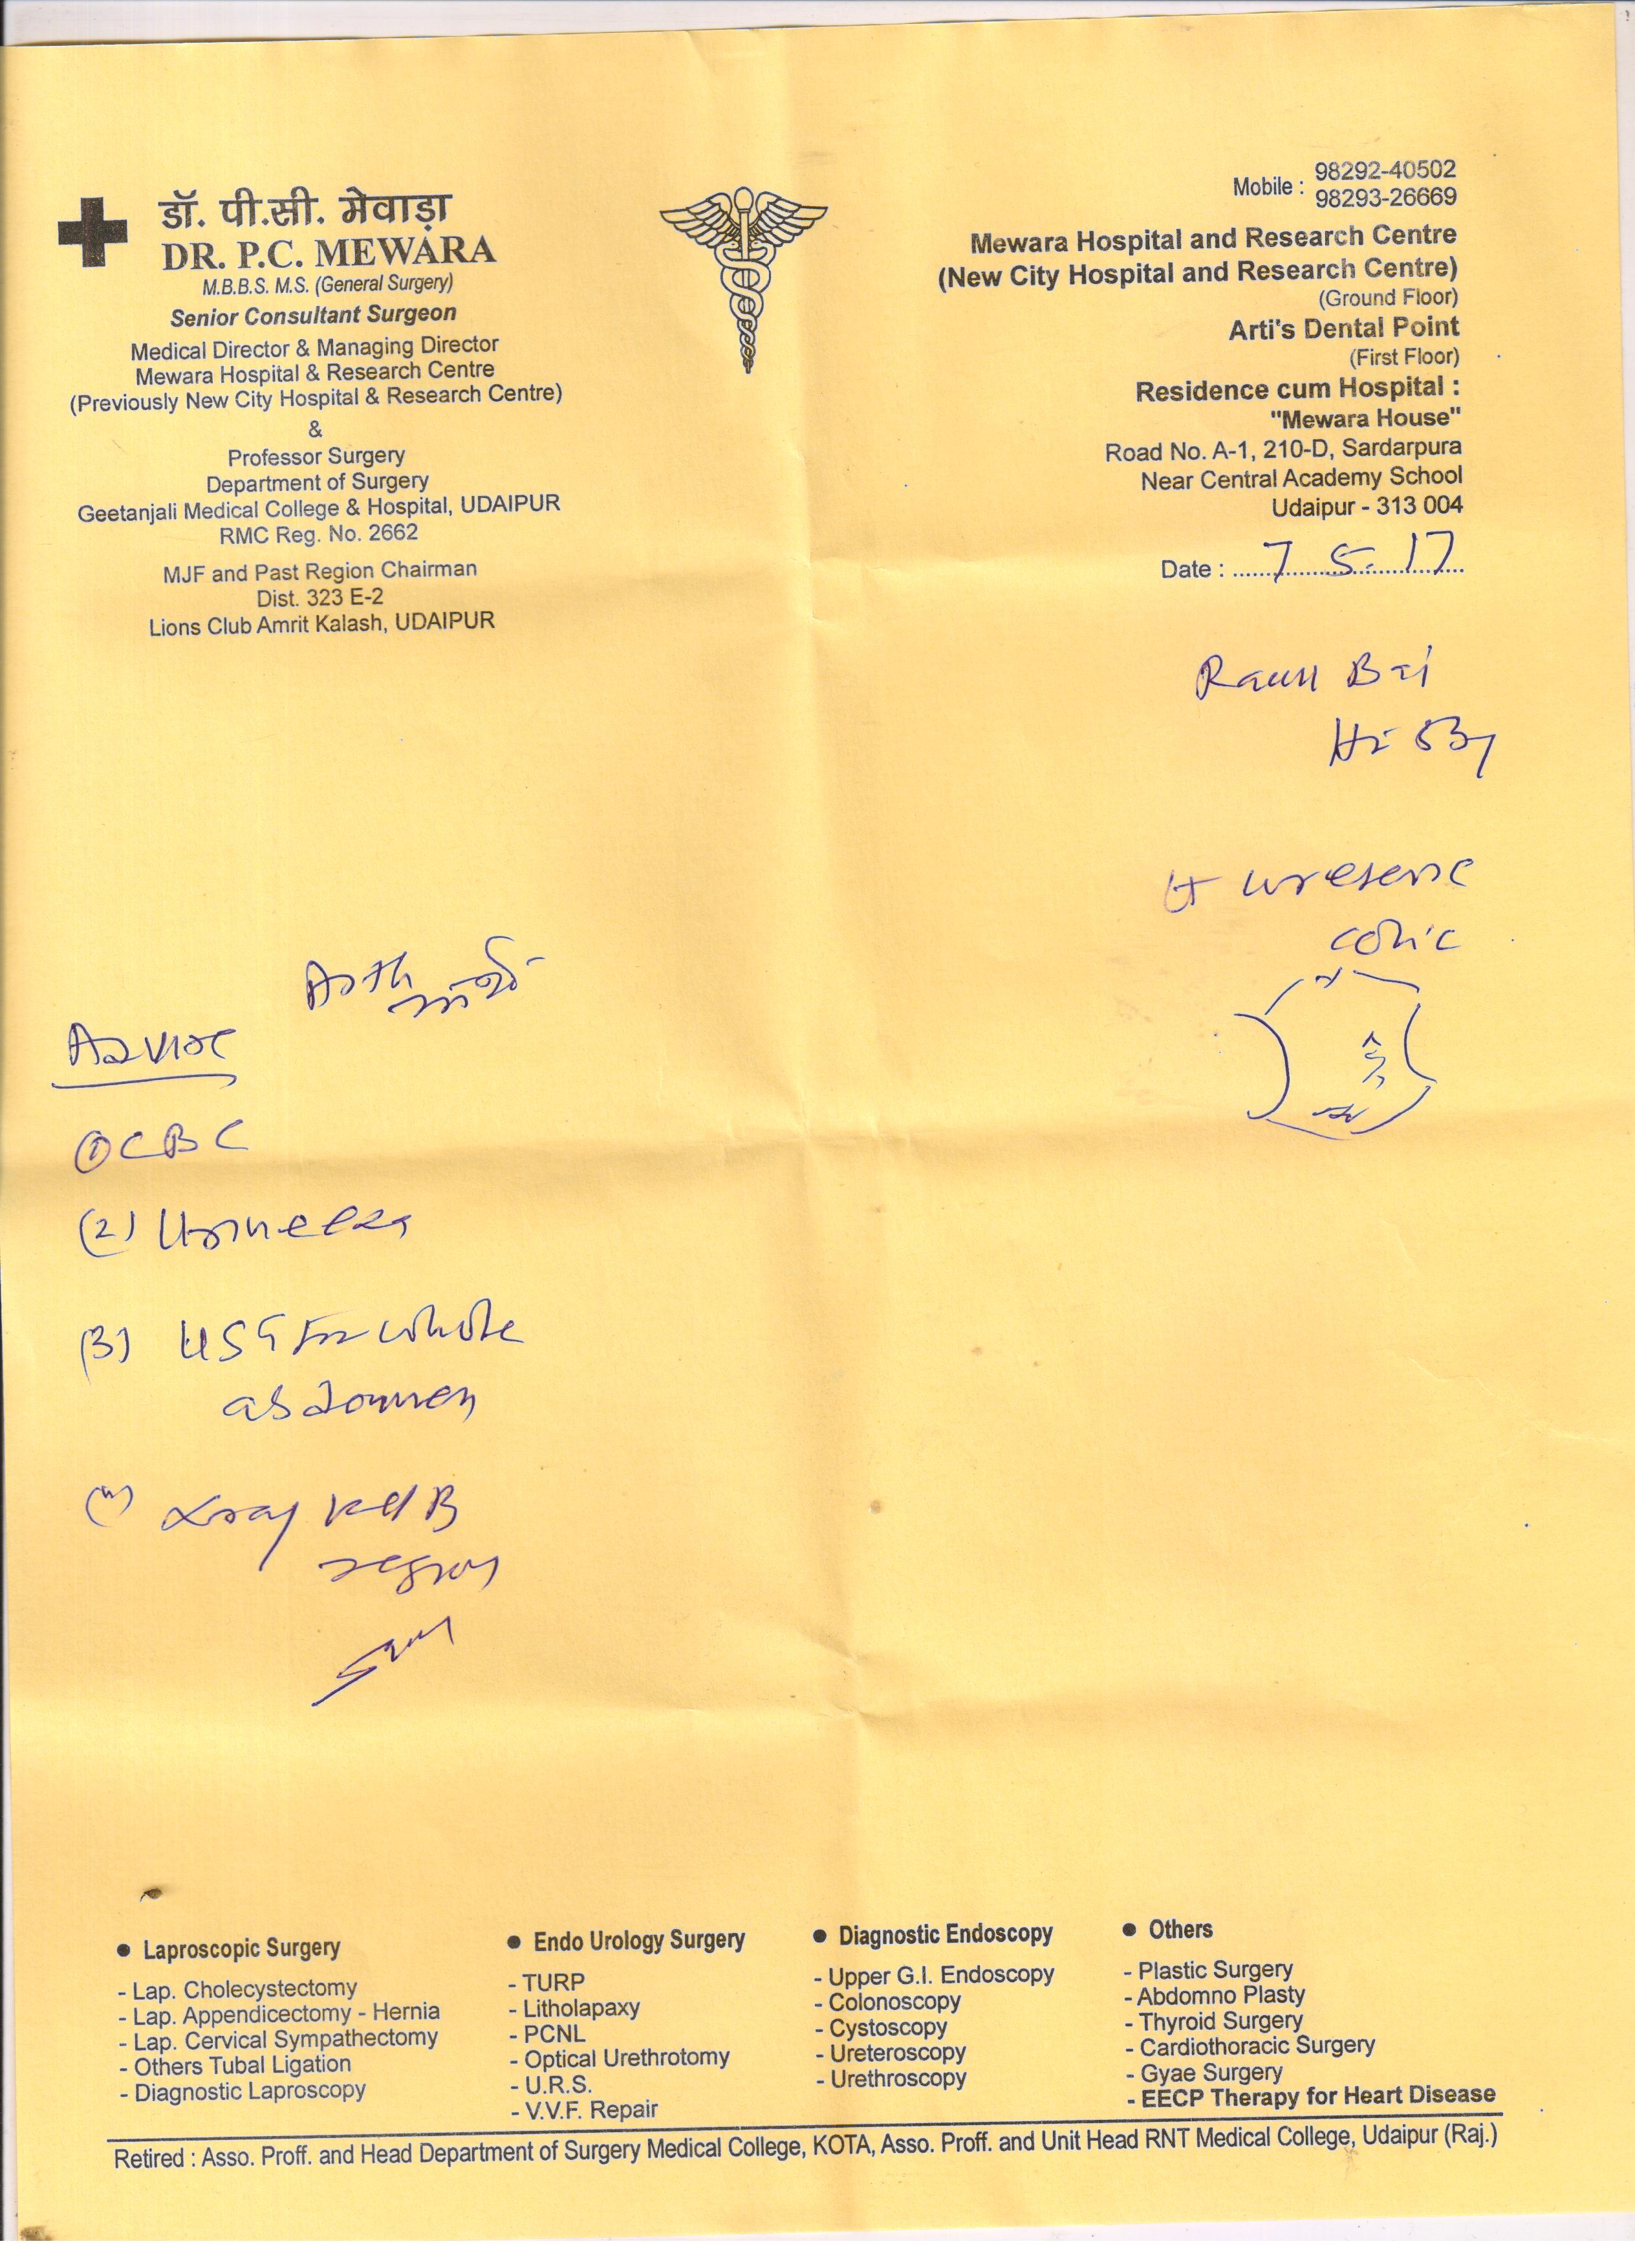 डॉ. पी.सी. मेवाड़ा
DR. P.C. MEWARA
M.B.B.S. M.S. (General Surgery)
Senior Consultant Surgeon
Medical Director & Managing Director
Mewara Hospital & Research Centre
(Previously New City Hospital & Research Centre)
&
Professor Surgery
Department of Surgery
Geetanjali Medical College & Hospital, UDAIPUR
RMC Reg. No. 2662
MJF and Past Region Chairman
Dist. 323 E-2
Lions Club Amrit Kalash, UDAIPUR
Mobile : 98292-40502
98293-26669
Mewara Hospital and Research Centre
(New City Hospital and Research Centre)
(Ground Floor)
Arti's Dental Point
(First Floor)
Residence cum Hospital :
"Mewara House"
Road No. A-1, 210-D, Sardarpura
Near Central Academy School
Udaipur - 313 004
Date : 7 5. 17
Bai
colic
Advice
① CBC
(2) Urine
(3) USG For whole
abdomen
(4) Xray KUB
region
● Laproscopic Surgery
- Lap. Cholecystectomy
- Lap. Appendicectomy - Hernia
- Lap. Cervical Sympathectomy
- Others Tubal Ligation
- Diagnostic Laproscopy
● Endo Urology Surgery
- TURP
- Litholapaxy
- PCNL
- Optical Urethrotomy
- U.R.S.
- V.V.F. Repair
● Diagnostic Endoscopy
- Upper G.I. Endoscopy
- Colonoscopy
- Cystoscopy
- Ureteroscopy
- Urethroscopy
● Others
- Plastic Surgery
- Abdomno Plasty
- Thyroid Surgery
- Cardiothoracic Surgery
- Gyae Surgery
- EECP Therapy for Heart Disease
Retired : Asso. Proff. and Head Department of Surgery Medical College, KOTA, Asso. Proff. and Unit Head RNT Medical College, Udaipur (Raj.)